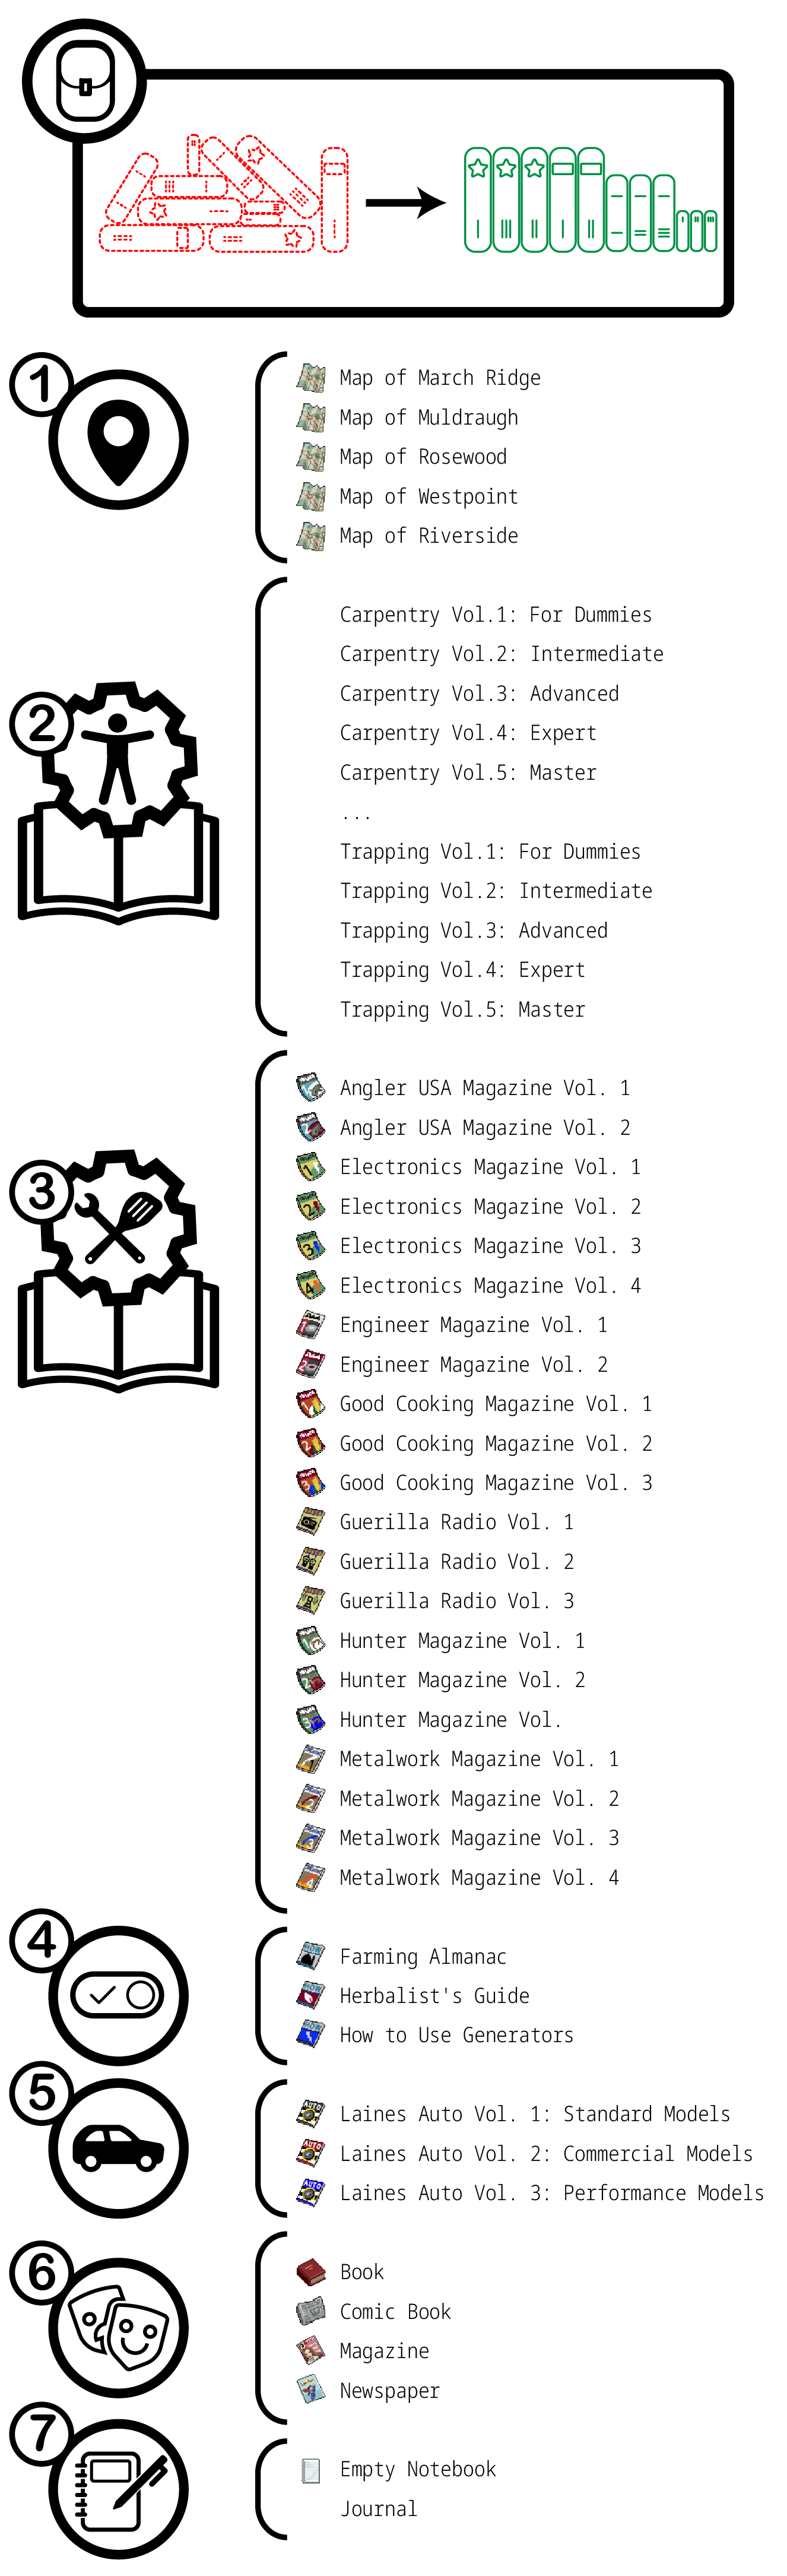 1
Map of March Ridge
Map of Muldraugh
Map of Rosewood
Map of Westpoint
Map of Riverside
2
Carpentry Vol.1: For Dummies
Carpentry Vol.2: Intermediate
Carpentry Vol.3: Advanced
Carpentry Vol.4: Expert
Carpentry Vol.5: Master
...
Trapping Vol.1: For Dummies
Trapping Vol.2: Intermediate
Trapping Vol.3: Advanced
Trapping Vol.4: Expert
Trapping Vol.5: Master
3
Angler USA Magazine Vol. 1
Angler USA Magazine Vol. 2
Electronics Magazine Vol. 1
Electronics Magazine Vol. 2
Electronics Magazine Vol. 3
Electronics Magazine Vol. 4
Engineer Magazine Vol. 1
Engineer Magazine Vol. 2
Good Cooking Magazine Vol. 1
Good Cooking Magazine Vol. 2
Good Cooking Magazine Vol. 3
Guerilla Radio Vol. 1
Guerilla Radio Vol. 2
Guerilla Radio Vol. 3
Hunter Magazine Vol. 1
Hunter Magazine Vol. 2
Hunter Magazine Vol.
Metalwork Magazine Vol. 1
Metalwork Magazine Vol. 2
Metalwork Magazine Vol. 3
Metalwork Magazine Vol. 4
4
Farming Almanac
Herbalist's Guide
How to Use Generators
5
Laines Auto Vol. 1: Standard Models
Laines Auto Vol. 2: Commercial Models
Laines Auto Vol. 3: Performance Models
6
Book
Comic Book
Magazine
Newspaper
7
Empty Notebook
Journal